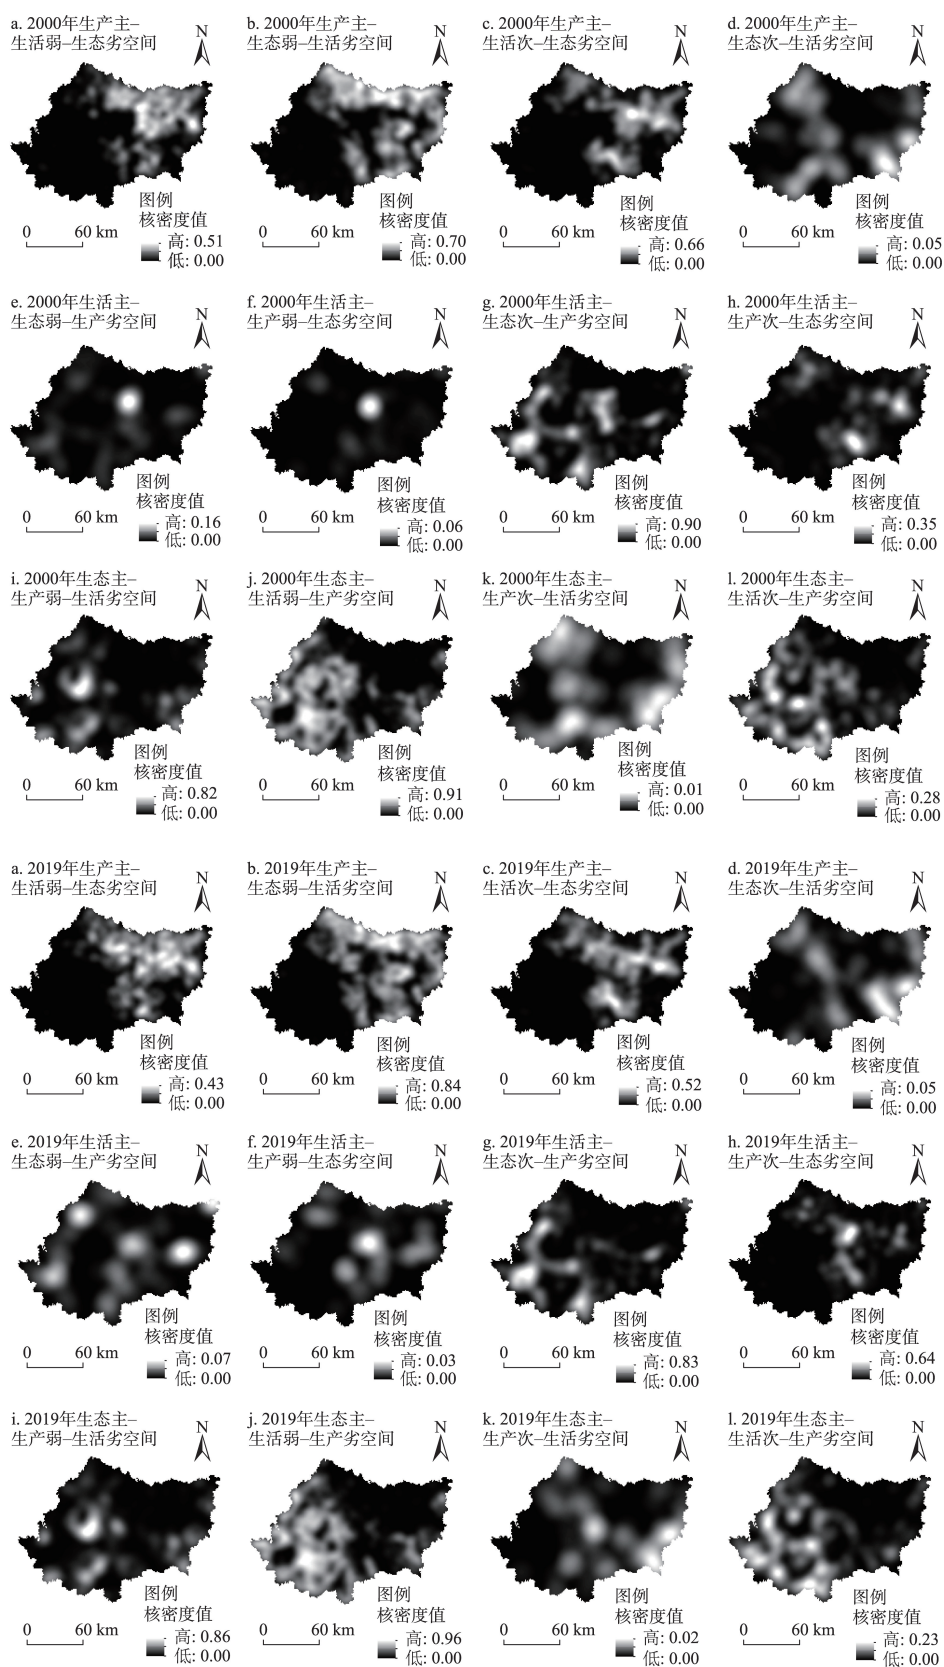 a. 2000年生产主–
生活弱–生态劣空间
N
图例
核密度值
0 60 km
高: 0.51
低: 0.00
b. 2000年生产主–
生态弱–生活劣空间
N
图例
核密度值
0 60 km
高: 0.70
低: 0.00
c. 2000年生产主–
生活次–生态劣空间
N
图例
核密度值
0 60 km
高: 0.66
低: 0.00
d. 2000年生产主–
生态次–生活劣空间
N
图例
核密度值
0 60 km
高: 0.05
低: 0.00
e. 2000年生活主–
生态弱–生产劣空间
N
图例
核密度值
0 60 km
高: 0.16
低: 0.00
f. 2000年生活主–
生产弱–生态劣空间
N
图例
核密度值
0 60 km
高: 0.06
低: 0.00
g. 2000年生活主–
生态次–生产劣空间
N
图例
核密度值
0 60 km
高: 0.90
低: 0.00
h. 2000年生活主–
生产次–生态劣空间
N
图例
核密度值
0 60 km
高: 0.35
低: 0.00
i. 2000年生态主–
生产弱–生活劣空间
N
图例
核密度值
0 60 km
高: 0.82
低: 0.00
j. 2000年生态主–
生活弱–生产劣空间
N
图例
核密度值
0 60 km
高: 0.91
低: 0.00
k. 2000年生态主–
生产次–生活劣空间
N
图例
核密度值
0 60 km
高: 0.01
低: 0.00
l. 2000年生态主–
生活次–生产劣空间
N
图例
核密度值
0 60 km
高: 0.28
低: 0.00
a. 2019年生产主–
生活弱–生态劣空间
N
图例
核密度值
0 60 km
高: 0.43
低: 0.00
b. 2019年生产主–
生态弱–生活劣空间
N
图例
核密度值
0 60 km
高: 0.84
低: 0.00
c. 2019年生产主–
生活次–生态劣空间
N
图例
核密度值
0 60 km
高: 0.52
低: 0.00
d. 2019年生产主–
生态次–生活劣空间
N
图例
核密度值
0 60 km
高: 0.05
低: 0.00
e. 2019年生活主–
生态弱–生产劣空间
N
图例
核密度值
0 60 km
高: 0.07
低: 0.00
f. 2019年生活主–
生产弱–生态劣空间
N
图例
核密度值
0 60 km
高: 0.03
低: 0.00
g. 2019年生活主–
生态次–生产劣空间
N
图例
核密度值
0 60 km
高: 0.83
低: 0.00
h. 2019年生活主–
生产次–生态劣空间
N
图例
核密度值
0 60 km
高: 0.64
低: 0.00
i. 2019年生态主–
生产弱–生活劣空间
N
图例
核密度值
0 60 km
高: 0.86
低: 0.00
j. 2019年生态主–
生活弱–生产劣空间
N
图例
核密度值
0 60 km
高: 0.96
低: 0.00
k. 2019年生态主–
生产次–生活劣空间
N
图例
核密度值
0 60 km
高: 0.02
低: 0.00
l. 2019年生态主–
生活次–生产劣空间
N
图例
核密度值
0 60 km
高: 0.23
低: 0.00